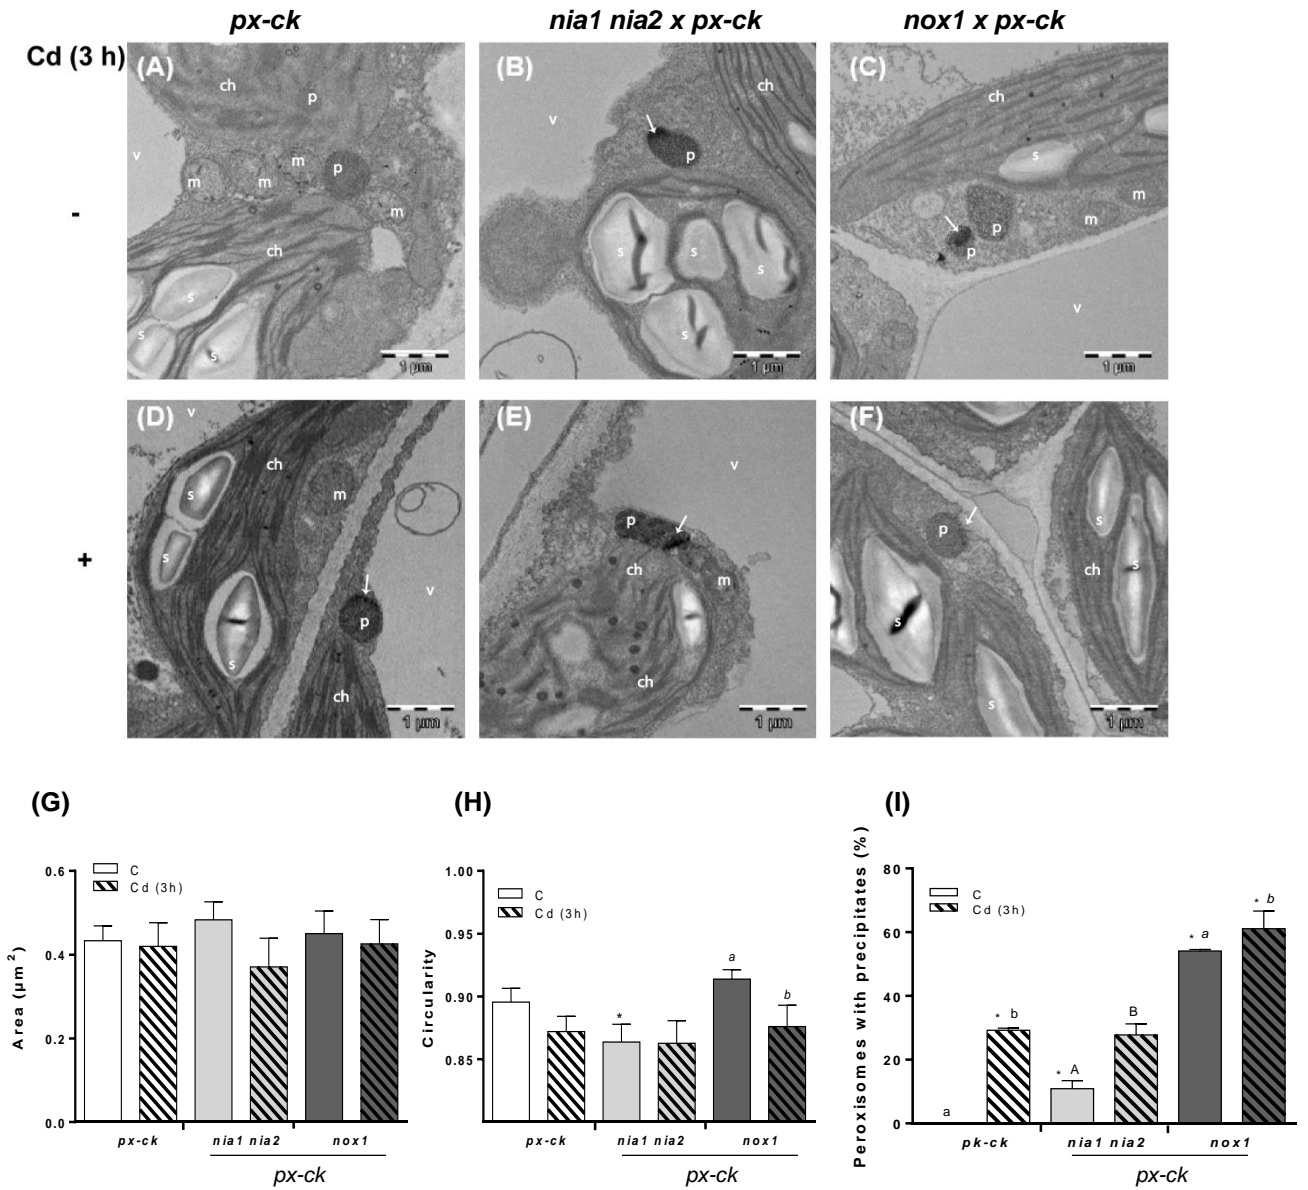 px-ck nia1 nia2 x px-ck nox1 x px-ck
Cd (3 h)
(A) ch p v m m m p m ch s s s 1 µm
(B) ch v p s s s s 1 µm
(C) ch s m m p p v 1 µm
-
(D) v ch s m s v p s ch 1 µm
(E) v p ch m ch 1 µm
(F) p s ch s s s 1 µm
+
(G)
Area (µm²)
0.6
0.4
0.2
0.0
C
Cd (3h)
px-ck nia1 nia2 nox1
px-ck
(H)
Circularity
1.00
0.95
0.90
0.85
C
Cd (3h)
* a b
px-ck nia1 nia2 nox1
px-ck
(I)
Peroxisomes with precipitates (%)
80
60
40
20
0
C
Cd (3h)
a * b * A B * a * b
pk-ck nia1 nia2 nox1
px-ck